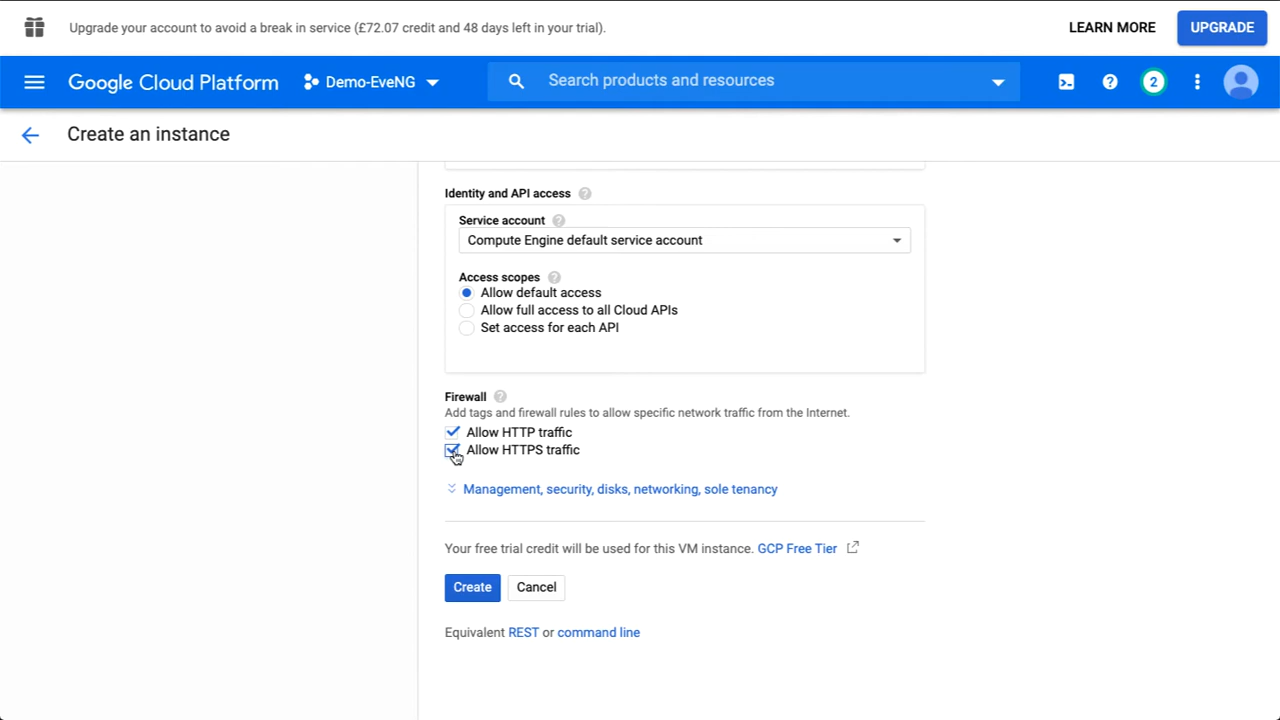 Upgrade your account to avoid a break in service (£72.07 credit and 48 days left in your trial).
LEARN MORE
UPGRADE
Google Cloud Platform
Demo-EveNG
Search products and resources
?
2
Create an instance
Identity and API access ?
Service account ?
Compute Engine default service account
Access scopes ?
Allow default access
Allow full access to all Cloud APIs
Set access for each API
Firewall ?
Add tags and firewall rules to allow specific network traffic from the Internet.
Allow HTTP traffic
Allow HTTPS traffic
Management, security, disks, networking, sole tenancy
Your free trial credit will be used for this VM instance. GCP Free Tier
Create
Cancel
Equivalent REST or command line